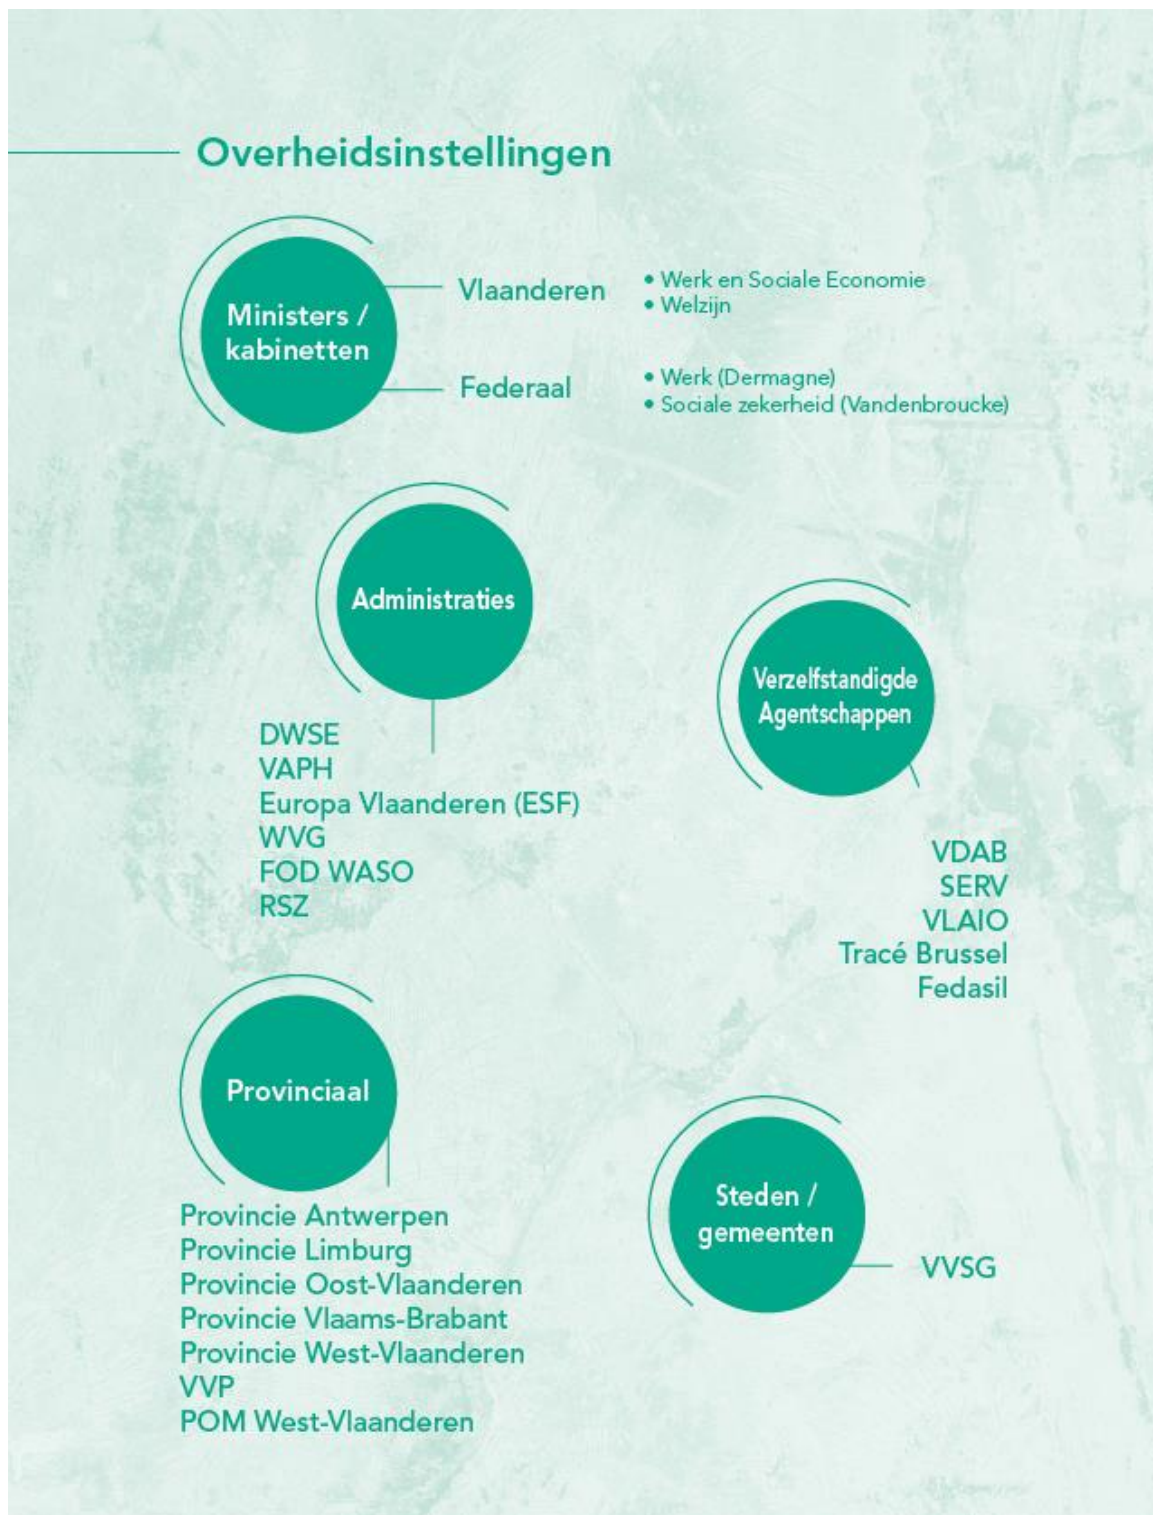 Overheidsinstellingen
Ministers /
kabinetten
Vlaanderen
• Werk en Sociale Economie
• Welzijn
Federaal
• Werk (Dermagne)
• Sociale zekerheid (Vandenbroucke)
Administraties
DWSE
VAPH
Europa Vlaanderen (ESF)
WVG
FOD WASO
RSZ
Verzelfstandigde
Agentschappen
VDAB
SERV
VLAIO
Tracé Brussel
Fedasil
Provinciaal
Provincie Antwerpen
Provincie Limburg
Provincie Oost-Vlaanderen
Provincie Vlaams-Brabant
Provincie West-Vlaanderen
VVP
POM West-Vlaanderen
Steden /
gemeenten
VVSG